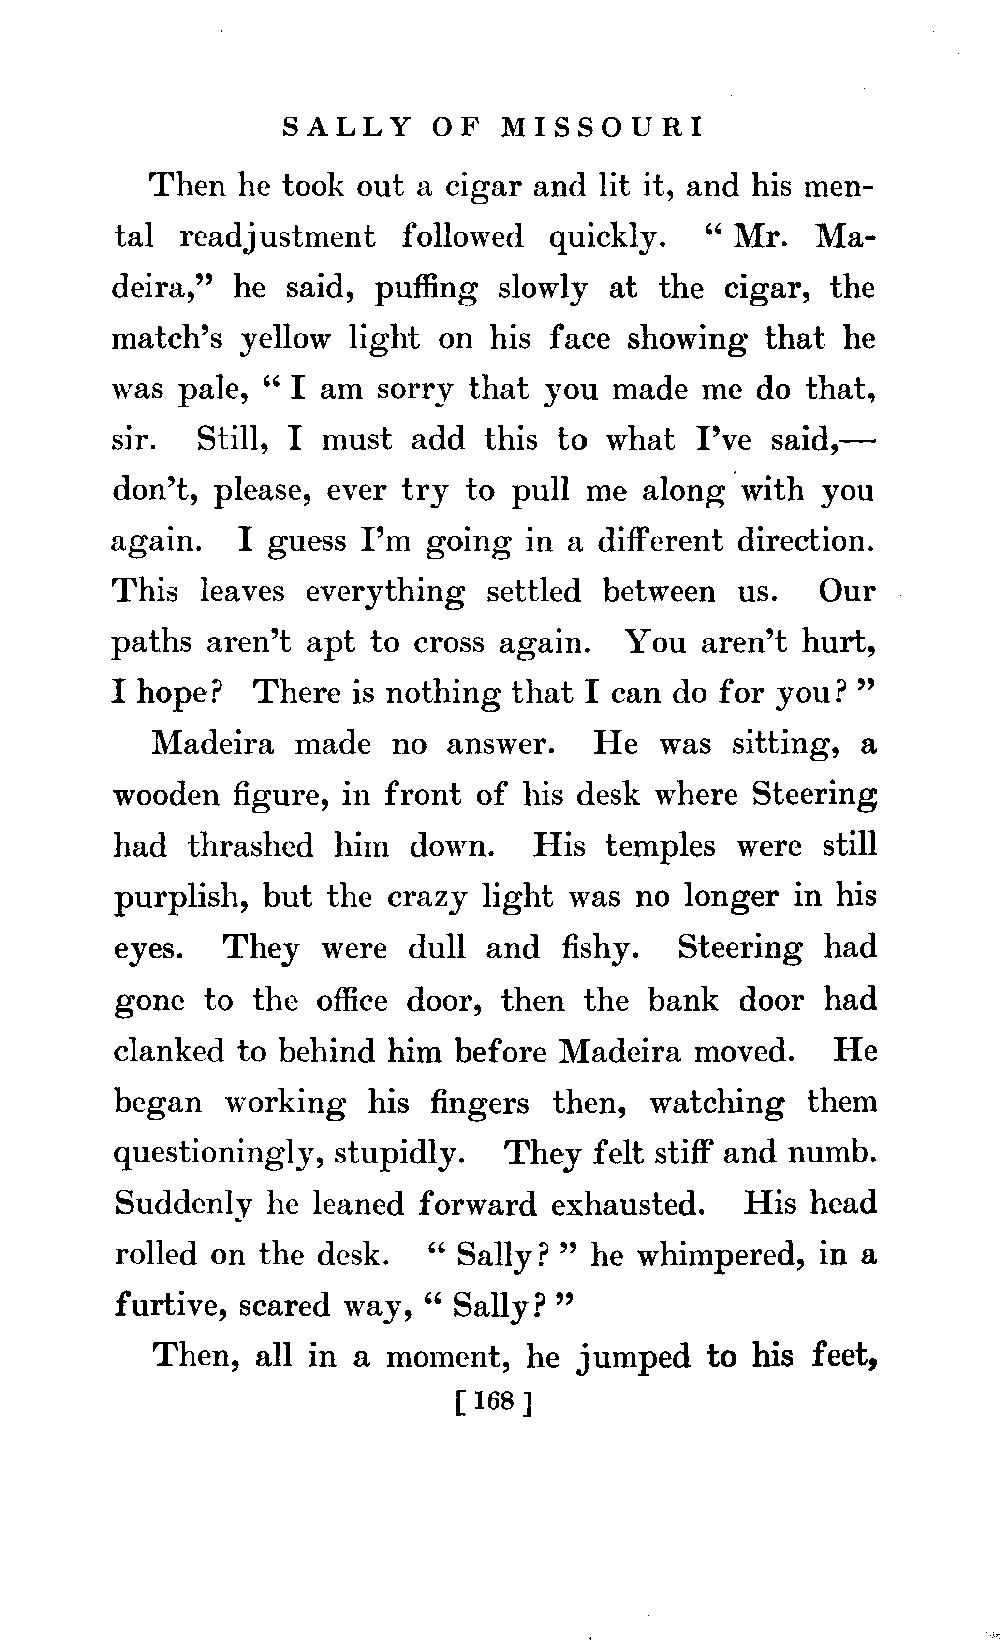 SALLY OF MISSOURI
Then he took out a cigar and lit it, and his men-
tal readjustment followed quickly. “ Mr. Ma-
deira,” he said, puffing slowly at the cigar, the
match’s yellow light on his face showing that he
was pale, “ I am sorry that you made me do that,
sir. Still, I must add this to what I’ve said,—
don’t, please, ever try to pull me along with you
again. I guess I’m going in a different direction.
This leaves everything settled between us. Our
paths aren’t apt to cross again. You aren’t hurt,
I hope? There is nothing that I can do for you? ”
Madeira made no answer. He was sitting, a
wooden figure, in front of his desk where Steering
had thrashed him down. His temples were still
purplish, but the crazy light was no longer in his
eyes. They were dull and fishy. Steering had
gone to the office door, then the bank door had
clanked to behind him before Madeira moved. He
began working his fingers then, watching them
questioningly, stupidly. They felt stiff and numb.
Suddenly he leaned forward exhausted. His head
rolled on the desk. “ Sally? ” he whimpered, in a
furtive, scared way, “ Sally? ”
Then, all in a moment, he jumped to his feet,
[ 168 ]